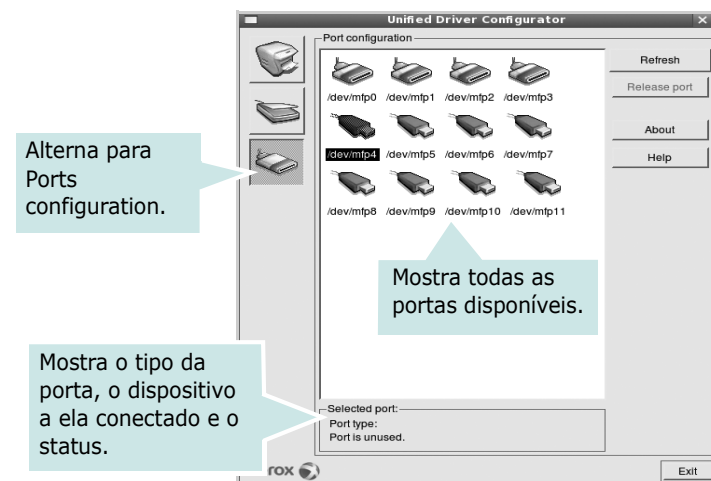 Unified Driver Configurator
Port configuration
/dev/mfp0 /dev/mfp1 /dev/mfp2 /dev/mfp3
/dev/mfp4 /dev/mfp5 /dev/mfp6 /dev/mfp7
/dev/mfp8 /dev/mfp9 /dev/mfp10 /dev/mfp11
Refresh
Release port
About
Help
Alterna para
Ports
configuration.
Mostra todas as
portas disponíveis.
Mostra o tipo da
porta, o dispositivo
a ela conectado e o
status.
Selected port:
Port type:
Port is unused.
rox
Exit